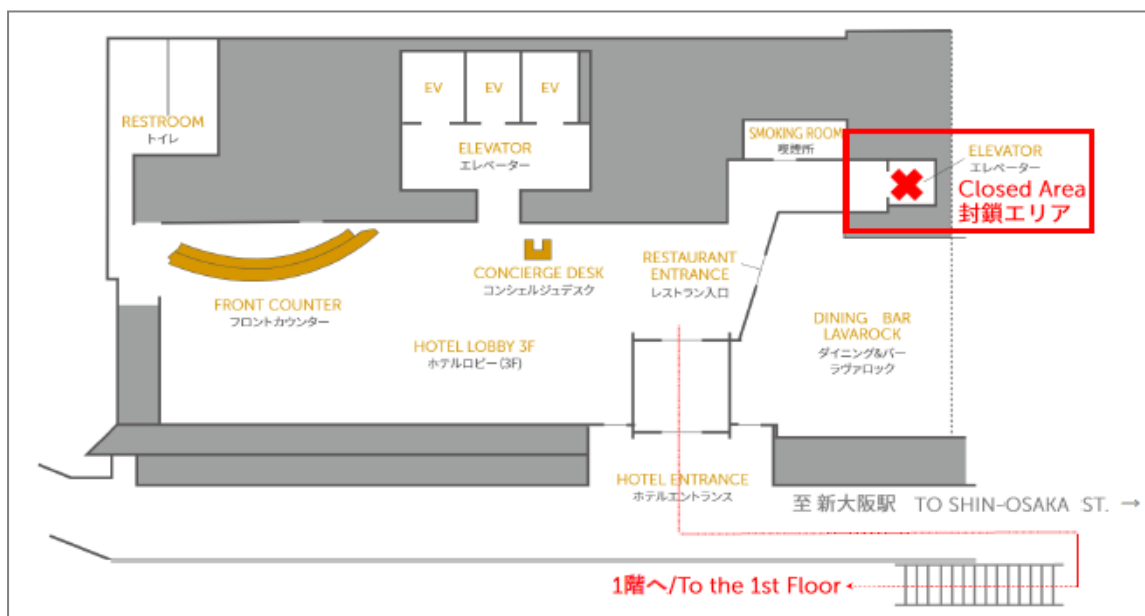 EV
EV
EV
RESTROOM
トイレ
ELEVATOR
エレベーター
SMOKING ROOM
喫煙所
ELEVATOR
エレベーター
Closed Area
封鎖エリア
CONCIERGE DESK
コンシェルジュデスク
RESTAURANT
ENTRANCE
レストラン入口
FRONT COUNTER
フロントカウンター
HOTEL LOBBY 3F
ホテルロビー(3F)
DINING BAR
LAVAROCK
ダイニング&バー
ラヴァロック
HOTEL ENTRANCE
ホテルエントランス
至 新大阪駅 TO SHIN-OSAKA ST. →
1階へ/To the 1st Floor